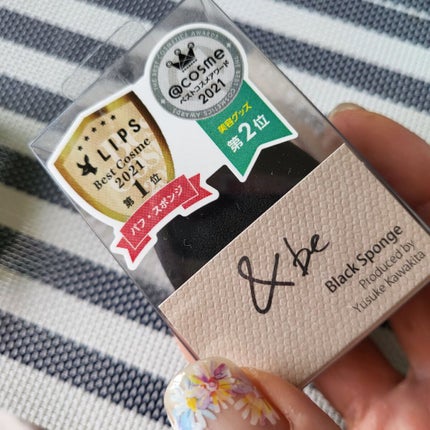 LIPS
Best Cosme
2021
第1位
パフ・スポンジ
@cosme
ベストコスメアワード
2021
美容グッズ
第2位
&be
Black Sponge
Produced by
Yusuke Kawakita